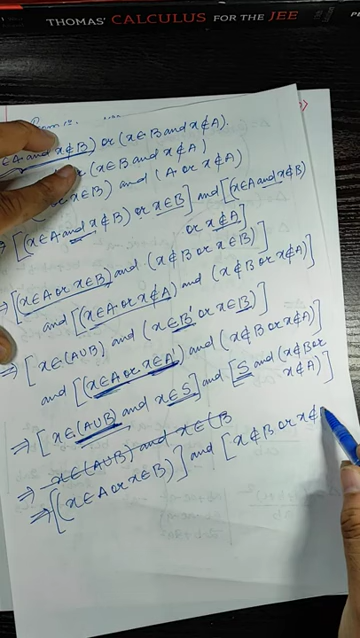 THOMAS' CALCULUS FOR THE JEE
x∈A and x∉B) or (x∈B and x∉A).
(x∈B and x∉A)
or x∈B) and (A or x∉A)
[(x∈A and x∉B) or x∈B] and [(x∈A and x∉B)
or x∉A]
⇒ [(x∈A or x∈B) and (x∉B or x∈B)]
and [(x∈A or x∉A) and (x∉B or x∉A)]
⇒ [x∈(A∪B) and (x∈B' or x∈B)]
and [(x∈A or x∈A') and (x∉B or x∉A)]
⇒ [x∈(A∪B) and x∈S] and [S and (x∉B or
x∉A)]
⇒ x∈(A∪B) and x∈(B
⇒ [(x∈A or x∈B)] and [x∉B or x∉